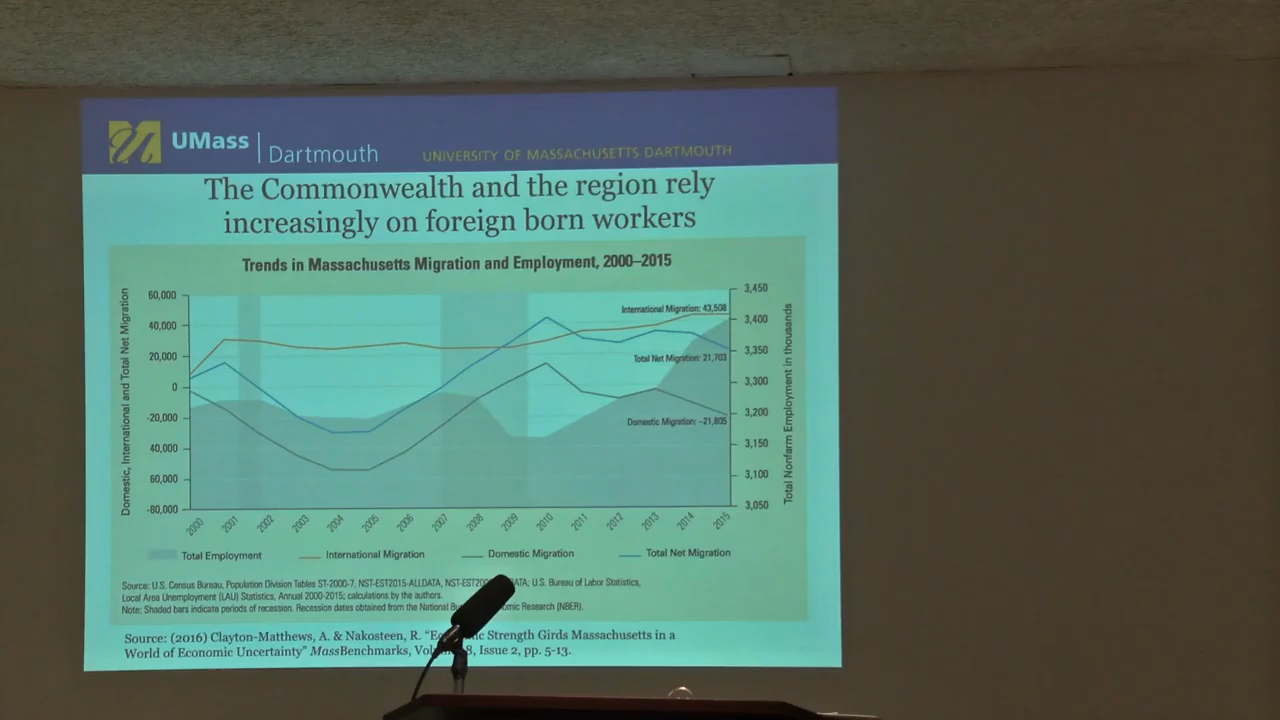 UMass | Dartmouth
UNIVERSITY OF MASSACHUSETTS DARTMOUTH
The Commonwealth and the region rely
increasingly on foreign born workers
Trends in Massachusetts Migration and Employment, 2000–2015
Domestic, International and Total Net Migration
60,000
40,000
20,000
0
-20,000
40,000
60,000
-80,000
3,450
3,400
3,350
3,300
3,200
3,150
3,100
3,050
Total Nonfarm Employment in thousands
International Migration: 43,508
Total Net Migration: 21,703
Domestic Migration: –21,805
2000 2001 2002 2003 2004 2005 2006 2007 2008 2009 2010 2011 2012 2013 2014 2015
Total Employment International Migration Domestic Migration Total Net Migration
Source: U.S. Census Bureau, Population Division Tables ST-2000-7, NST-EST2015-ALLDATA, U.S. Bureau of Labor Statistics,
Local Area Unemployment (LAU) Statistics, Annual 2000-2015; calculations by the authors.
Note: Shaded bars indicate periods of recession. Recession dates obtained from the National Research (NBER).
Source: (2016) Clayton-Matthews, A. & Nakosteen, R. Strength Girds Massachusetts in a
World of Economic Uncertainty” MassBenchmarks, 8, Issue 2, pp. 5-13.